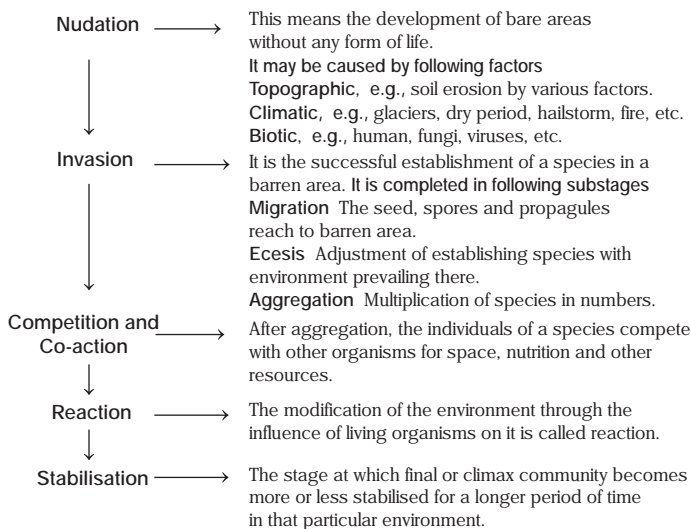 Nudation
This means the development of bare areas
without any form of life.
It may be caused by following factors
Topographic, e.g., soil erosion by various factors.
Climatic, e.g., glaciers, dry period, hailstorm, fire, etc.
Biotic, e.g., human, fungi, viruses, etc.
Invasion
It is the successful establishment of a species in a
barren area. It is completed in following substages
Migration The seed, spores and propagules
reach to barren area.
Ecesis Adjustment of establishing species with
environment prevailing there.
Aggregation Multiplication of species in numbers.
Competition and
Co-action
After aggregation, the individuals of a species compete
with other organisms for space, nutrition and other
resources.
Reaction
The modification of the environment through the
influence of living organisms on it is called reaction.
Stabilisation
The stage at which final or climax community becomes
more or less stabilised for a longer period of time
in that particular environment.